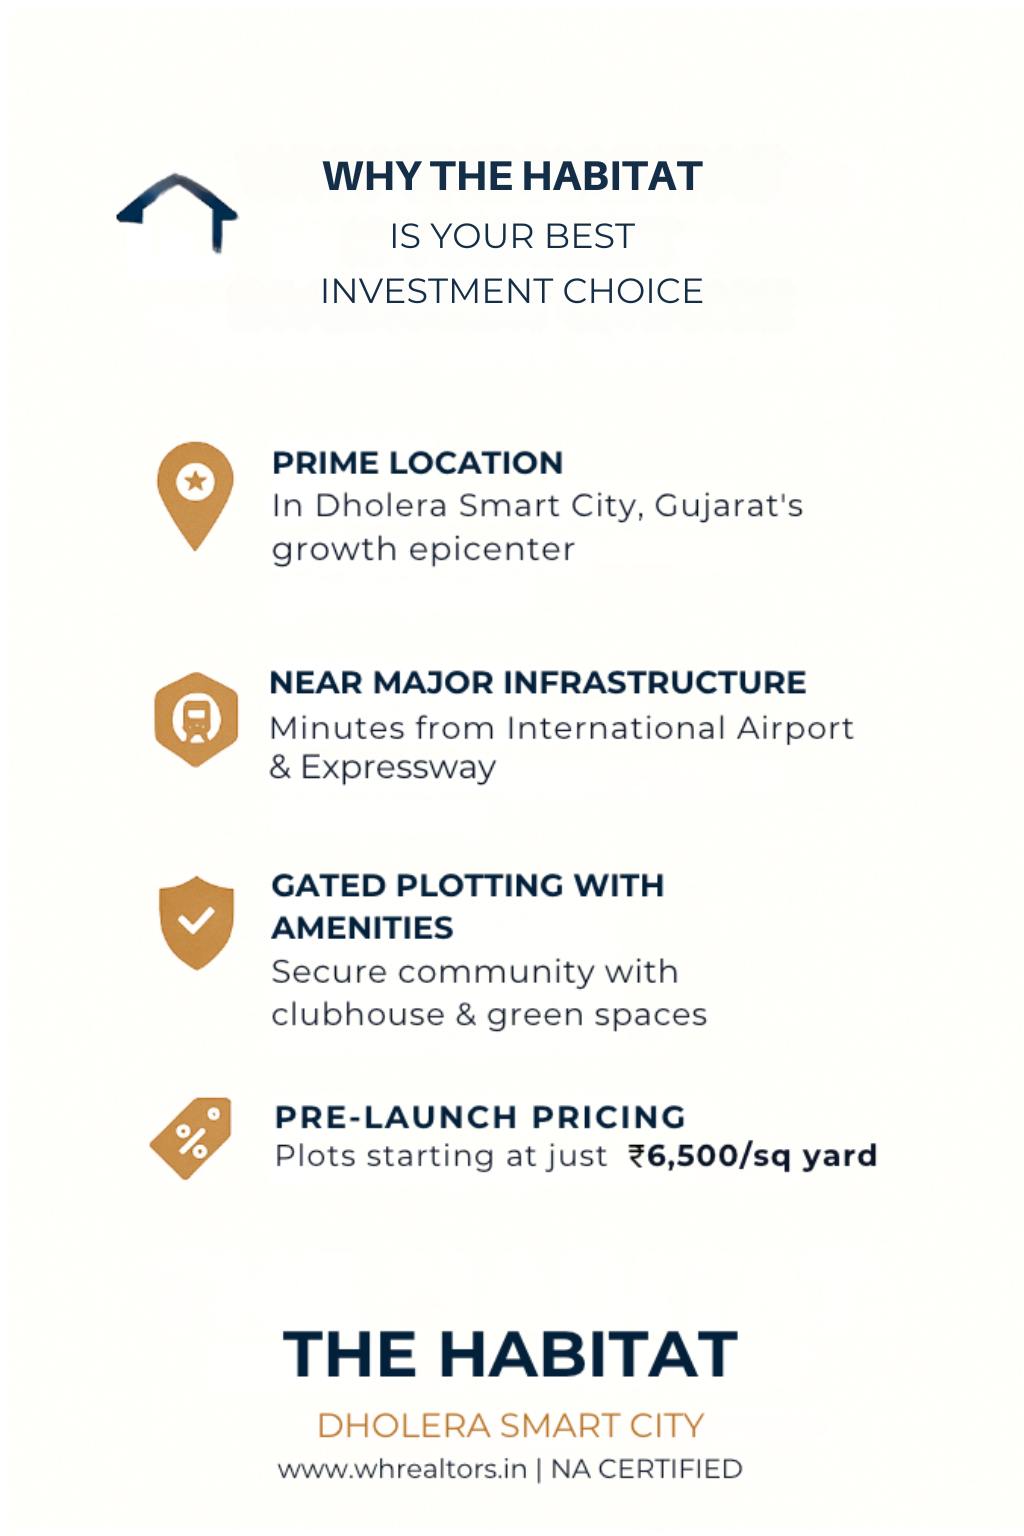 WHY THE HABITAT
IS YOUR BEST
INVESTMENT CHOICE
PRIME LOCATION
In Dholera Smart City, Gujarat's
growth epicenter
NEAR MAJOR INFRASTRUCTURE
Minutes from International Airport
& Expressway
GATED PLOTTING WITH
AMENITIES
Secure community with
clubhouse & green spaces
PRE-LAUNCH PRICING
Plots starting at just ₹6,500/sq yard
THE HABITAT
DHOLERA SMART CITY
www.whrealtors.in | NA CERTIFIED